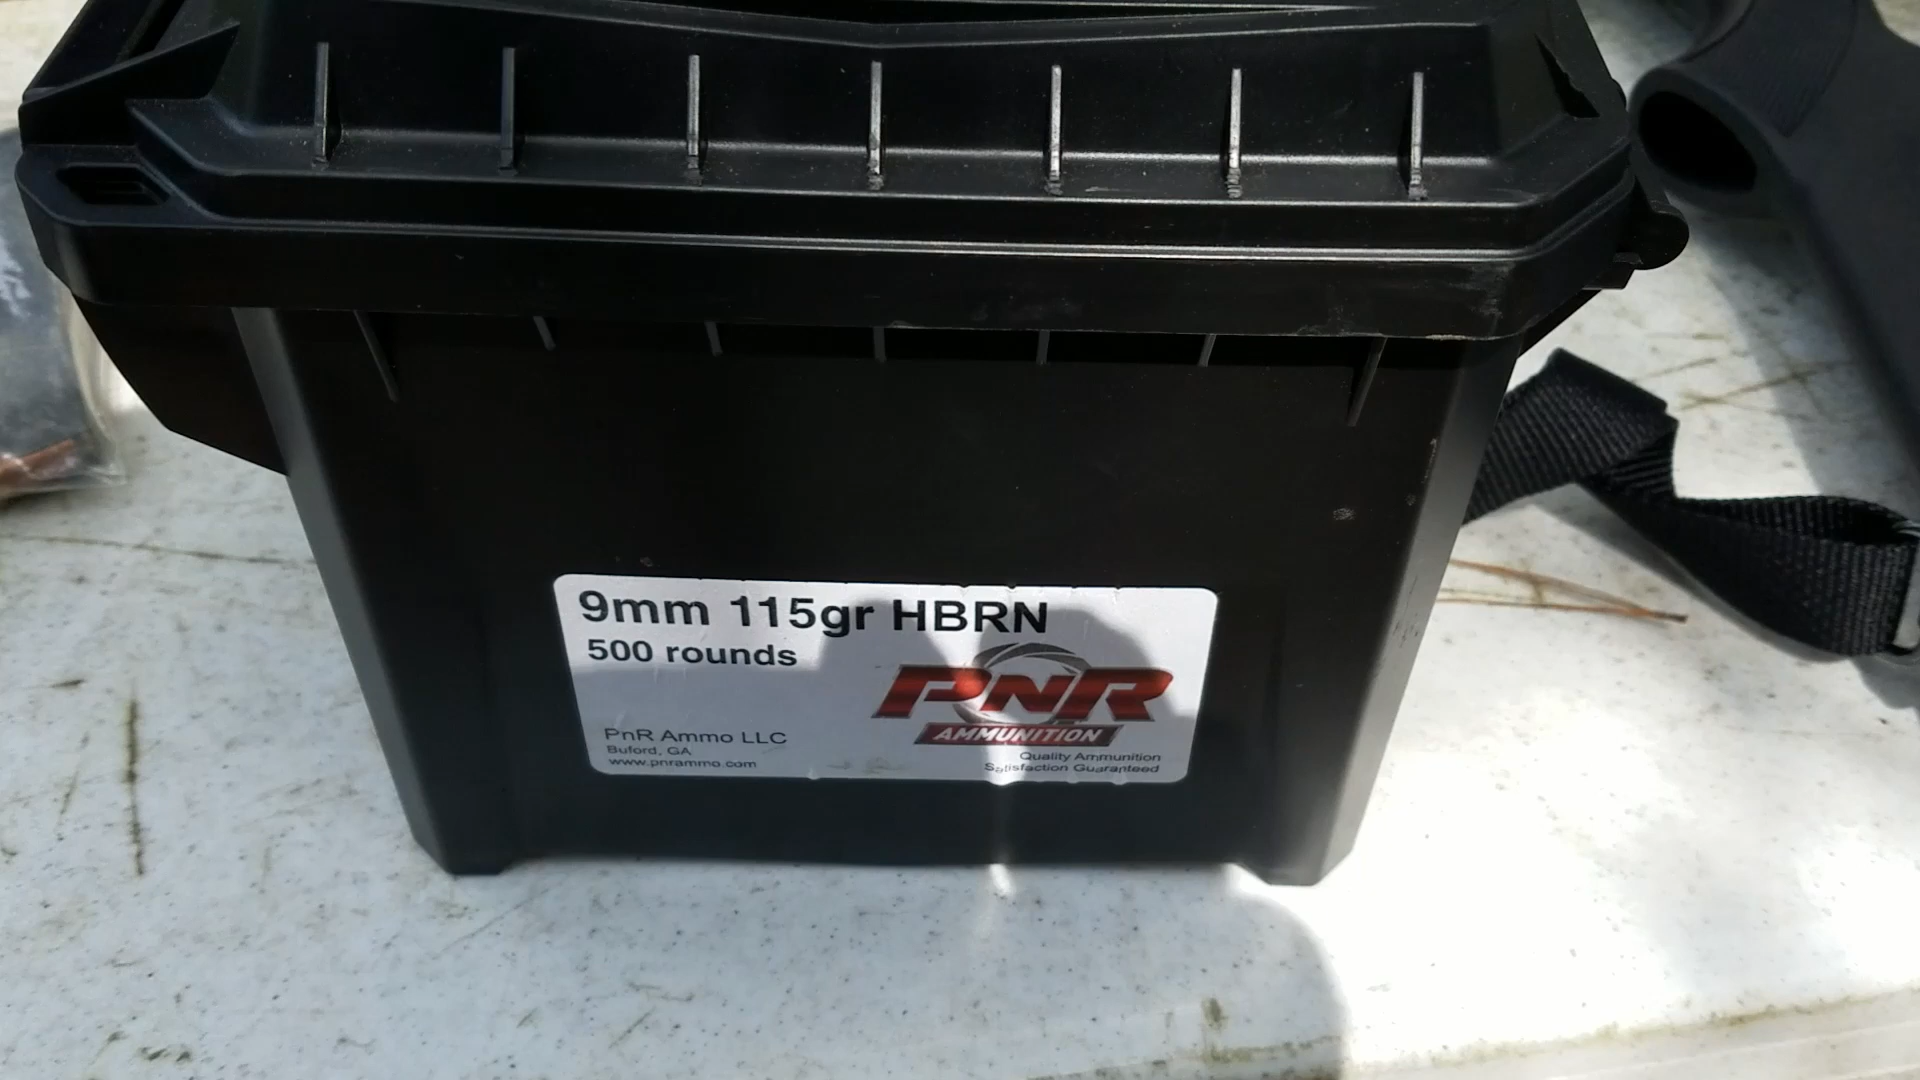 9mm 115gr HBRN
500 rounds
PNR
AMMUNITION
PnR Ammo LLC
Buford, GA
www.pnrammo.com
Quality Ammunition
Satisfaction Guaranteed